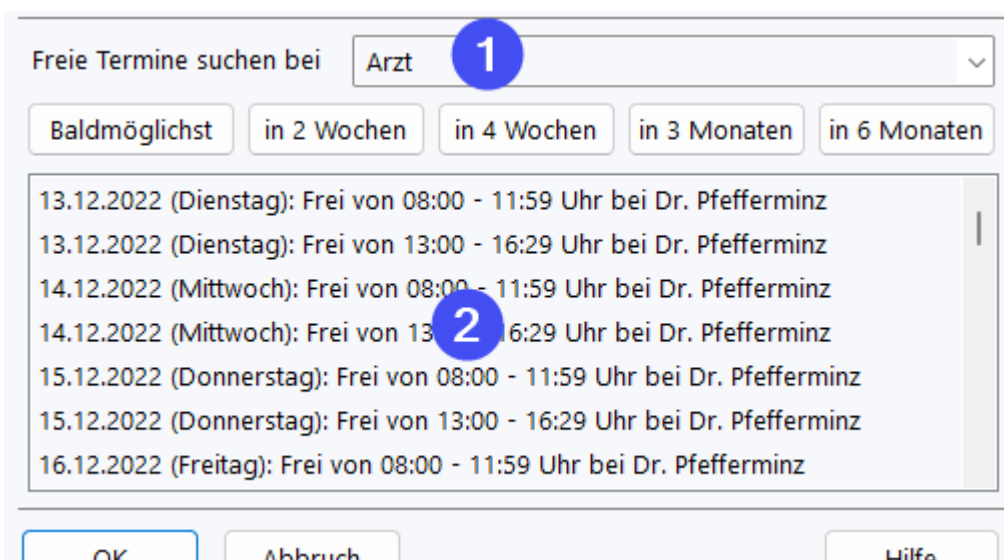 Freie Termine suchen bei Arzt 1
Baldmöglichst in 2 Wochen in 4 Wochen in 3 Monaten in 6 Monaten
13.12.2022 (Dienstag): Frei von 08:00 - 11:59 Uhr bei Dr. Pfefferminz
13.12.2022 (Dienstag): Frei von 13:00 - 16:29 Uhr bei Dr. Pfefferminz
14.12.2022 (Mittwoch): Frei von 08:00 - 11:59 Uhr bei Dr. Pfefferminz
14.12.2022 (Mittwoch): Frei von 13 2 6:29 Uhr bei Dr. Pfefferminz
15.12.2022 (Donnerstag): Frei von 08:00 - 11:59 Uhr bei Dr. Pfefferminz
15.12.2022 (Donnerstag): Frei von 13:00 - 16:29 Uhr bei Dr. Pfefferminz
16.12.2022 (Freitag): Frei von 08:00 - 11:59 Uhr bei Dr. Pfefferminz
OK Abbruch Hilfe